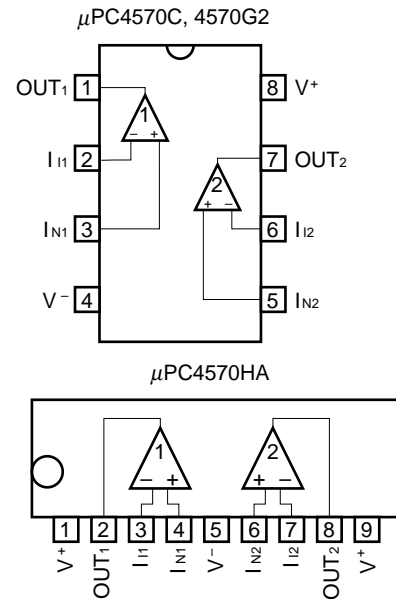 μPC4570C, 4570G2
OUT1 1 8 V+
1
− +
II1 2 7 OUT2
2
+ −
IN1 3 6 II2
V− 4 5 IN2
μPC4570HA
1 2
− + + −
1 2 3 4 5 6 7 8 9
V+ OUT1 II1 IN1 V− IN2 II2 OUT2 V+